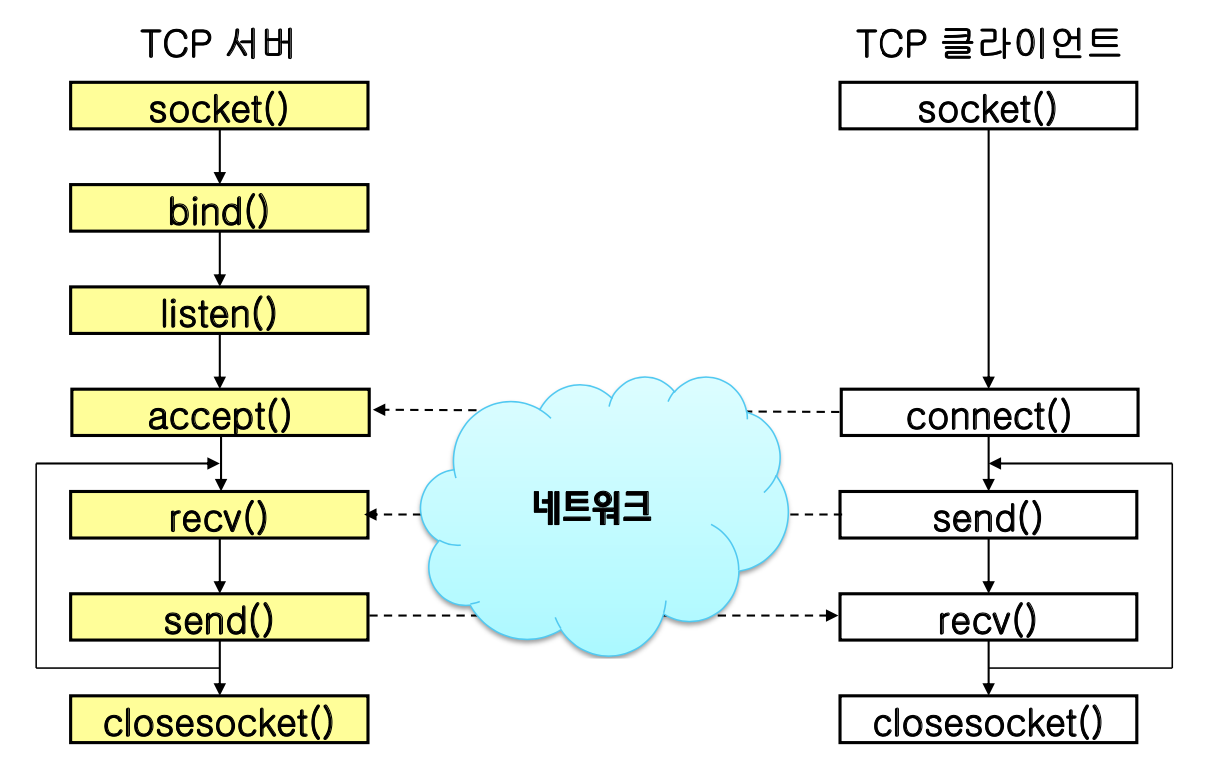 TCP 서버
socket()
bind()
listen()
accept()
recv()
send()
closesocket()
네트워크
TCP 클라이언트
socket()
connect()
send()
recv()
closesocket()